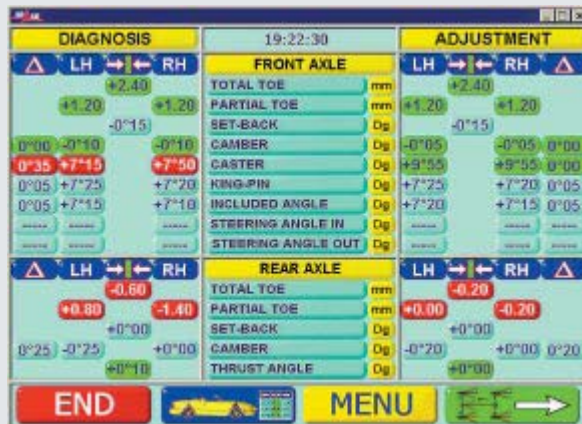 DIAGNOSIS 19:22:30 ADJUSTMENT
Δ LH RH FRONT AXLE LH RH Δ
+2.40 TOTAL TOE mm +2.40
+1.20 +1.20 PARTIAL TOE mm +1.20 +1.20
-0°15 SET-BACK Dg -0°15
0°00 -0°10 -0°10 CAMBER Dg -0°05 -0°05 0°00
0°35 +7°15 +7°50 CASTER Dg +9°55 +9°55 0°00
0°05 +7°25 +7°20 KING-PIN Dg +7°25 +7°20 0°05
0°05 +7°15 +7°10 INCLUDED ANGLE Dg +7°20 +7°15 0°05
----- ----- ----- STEERING ANGLE IN Dg ----- ----- -----
----- ----- ----- STEERING ANGLE OUT Dg ----- ----- -----
Δ LH RH REAR AXLE LH RH Δ
-0.60 TOTAL TOE mm -0.20
+0.80 -1.40 PARTIAL TOE mm +0.00 -0.20
+0°00 SET-BACK Dg +0°00
0°25 -0°25 +0°00 CAMBER Dg -0°20 +0°00 0°20
+0°10 THRUST ANGLE Dg +0°00
END MENU